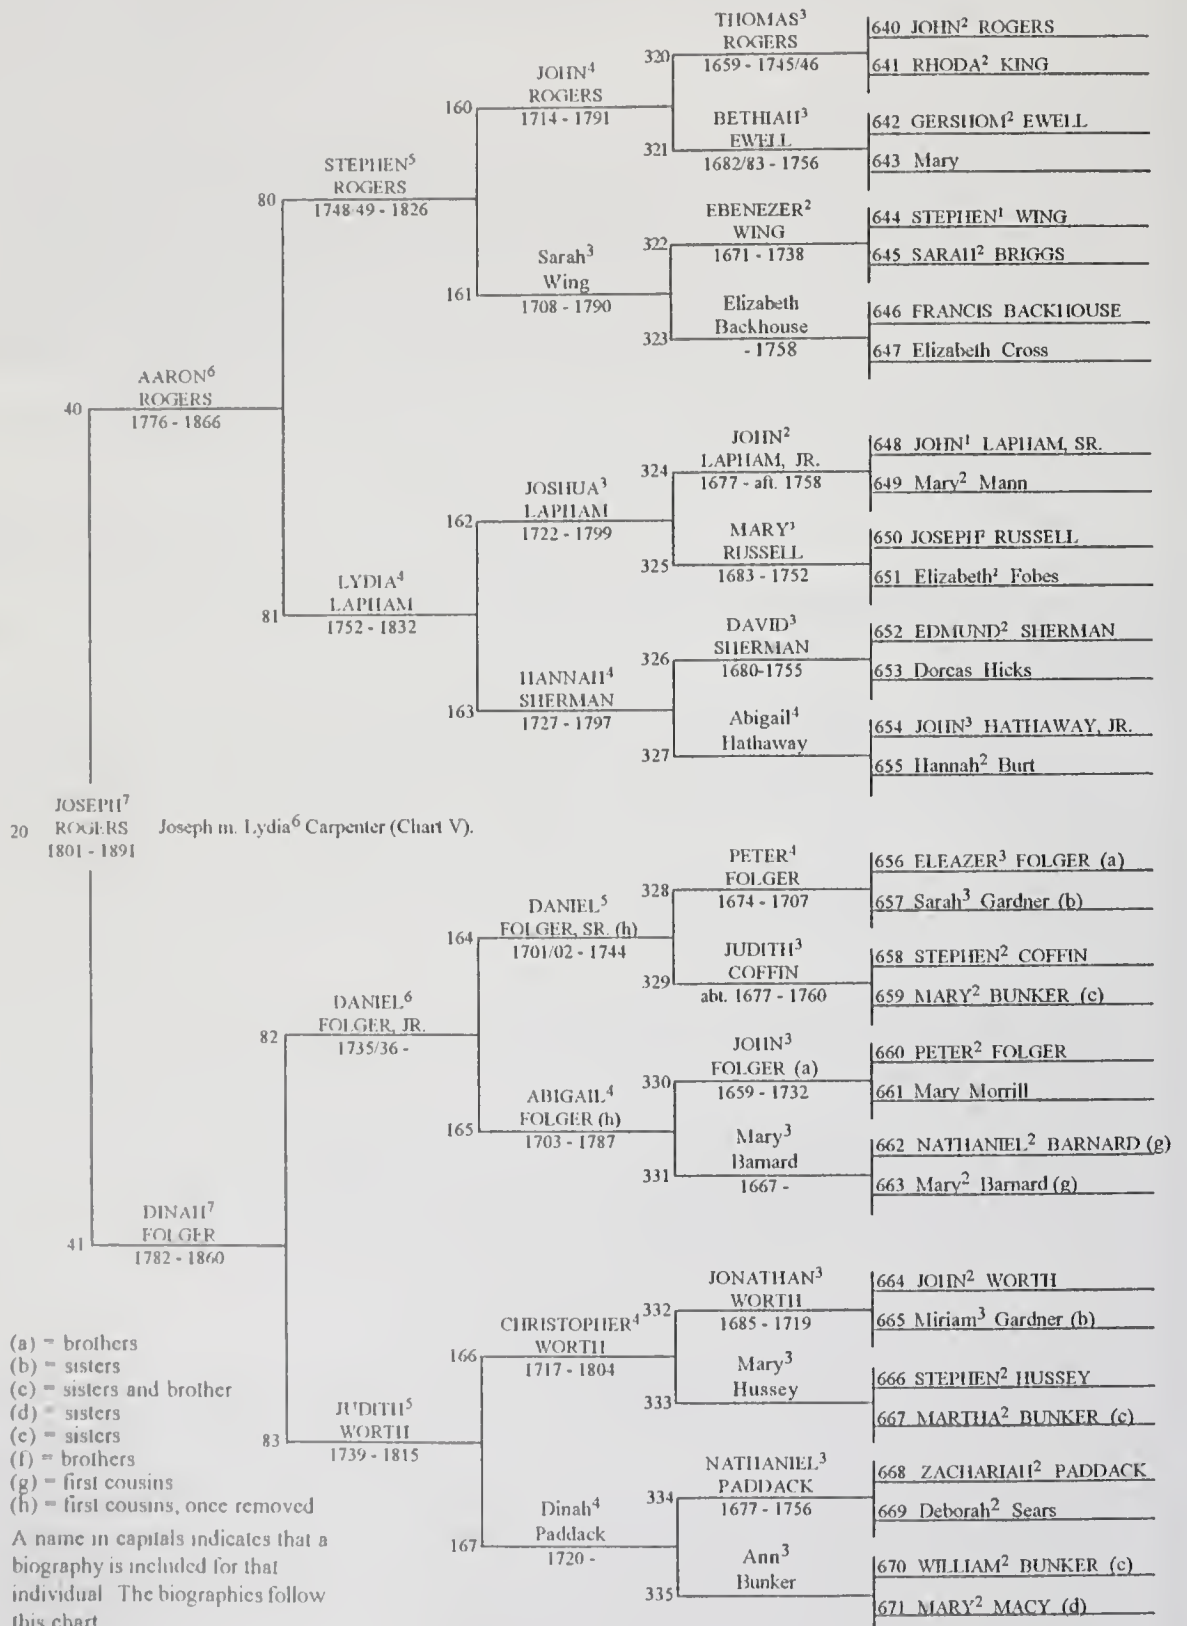 THOMAS³
ROGERS
320
1659 - 1745/46
640 JOHN² ROGERS
641 RHODA² KING
JOHN⁴
ROGERS
160
1714 - 1791
BETHIAH³
EWELL
321
1682/83 - 1756
642 GERSHOM² EWELL
643 Mary
STEPHEN⁵
ROGERS
80
1748/49 - 1826
EBENEZER²
WING
322
1671 - 1738
644 STEPHEN¹ WING
645 SARAH² BRIGGS
Sarah³
Wing
161
1708 - 1790
Elizabeth
Backhouse
323
- 1758
646 FRANCIS BACKHOUSE
647 Elizabeth Cross
AARON⁶
ROGERS
40
1776 - 1866
JOHN²
LAPHAM, JR.
324
1677 - aft. 1758
648 JOHN¹ LAPHAM, SR.
649 Mary² Mann
JOSHUA³
LAPHAM
162
1722 - 1799
MARY³
RUSSELL
325
1683 - 1752
650 JOSEPH² RUSSELL
651 Elizabeth² Fobes
LYDIA⁴
LAPHAM
81
1752 - 1832
DAVID³
SHERMAN
326
1680-1755
652 EDMUND² SHERMAN
653 Dorcas Hicks
HANNAH⁴
SHERMAN
163
1727 - 1797
Abigail⁴
Hathaway
327
654 JOHN³ HATHAWAY, JR.
655 Hannah² Burt
JOSEPH⁷
20 ROGERS Joseph m. Lydia⁶ Carpenter (Chart V).
1801 - 1891
PETER⁴
FOLGER
328
1674 - 1707
656 ELEAZER³ FOLGER (a)
657 Sarah³ Gardner (b)
DANIEL⁵
FOLGER, SR. (h)
164
1701/02 - 1744
JUDITH³
COFFIN
329
abt. 1677 - 1760
658 STEPHEN² COFFIN
659 MARY² BUNKER (c)
DANIEL⁶
FOLGER, JR.
82
1735/36 -
JOHN³
FOLGER (a)
330
1659 - 1732
660 PETER² FOLGER
661 Mary Morrill
ABIGAIL⁴
FOLGER (h)
165
1703 - 1787
Mary³
Barnard
331
1667 -
662 NATHANIEL² BARNARD (g)
663 Mary² Barnard (g)
DINAH⁷
FOLGER
41
1782 - 1860
JONATHAN³
WORTH
332
1685 - 1719
664 JOHN² WORTH
665 Miriam³ Gardner (b)
CHRISTOPHER⁴
WORTH
166
1717 - 1804
Mary³
Hussey
333
666 STEPHEN² HUSSEY
667 MARTHA² BUNKER (c)
JUDITH⁵
WORTH
83
1739 - 1815
NATHANIEL³
PADDACK
334
1677 - 1756
668 ZACHARIAH² PADDACK
669 Deborah² Sears
Dinah⁴
Paddack
167
1720 -
Ann³
Bunker
335
670 WILLIAM² BUNKER (c)
671 MARY² MACY (d)
(a) = brothers
(b) = sisters
(c) = sisters and brother
(d) = sisters
(e) = sisters
(f) = brothers
(g) = first cousins
(h) = first cousins, once removed
A name in capitals indicates that a
biography is included for that
individual The biographies follow
this chart